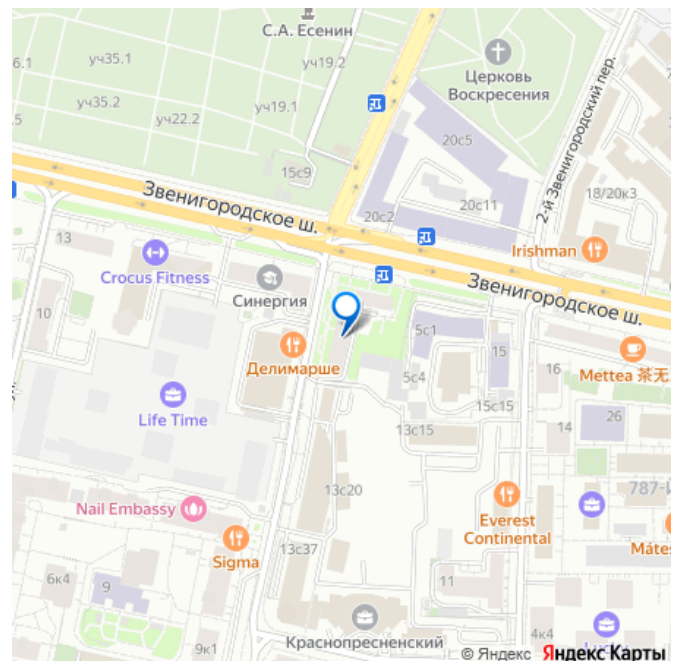 С.А. Есенин
6.1
уч35.1
уч19.2
Церковь
Воскресения
уч35.2
уч19.1
.5
уч22.2
20с5
2-й Звенигородский пер.
15с9
18/20к3
Звенигородское ш.
20с2
20с11
Irishman
13
Crocus Fitness
Синергия
Звенигородское ш.
10
5с1
15
Делимарше
Mettea 茶无
16
5с4
Life Time
15с15
26
14
13с15
13с20
787-Й
Nail Embassy
Everest
Continental
Sigma
13с37
Mátes
6к4
9
11
9к1
Краснопресненский
4к4
© Яндекс Яндекс Карты